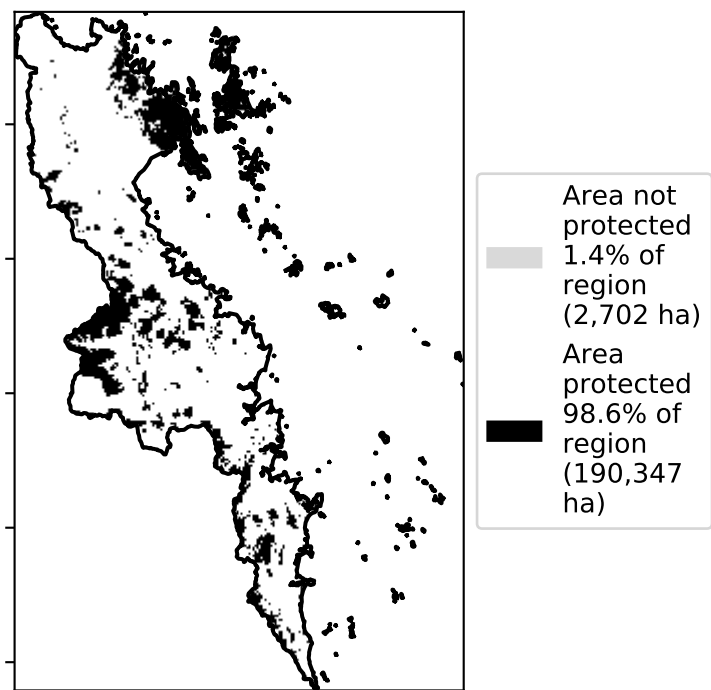 Area not
protected
1.4% of
region
(2,702 ha)
Area
protected
98.6% of
region
(190,347
ha)